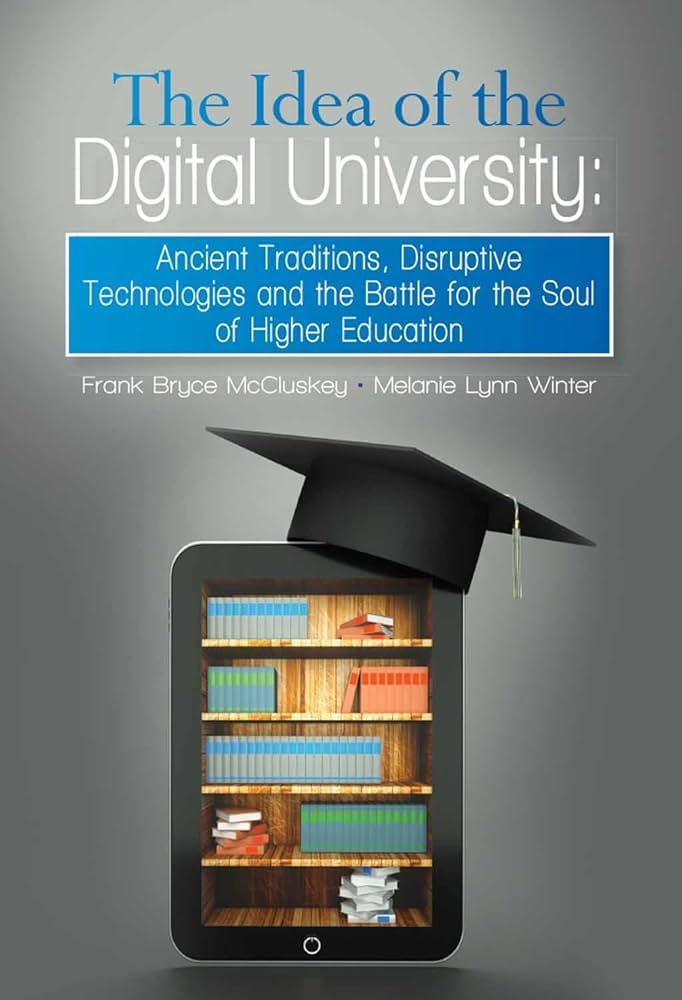 The Idea of the
Digital University:
Ancient Traditions, Disruptive
Technologies and the Battle for the Soul
of Higher Education
Frank Bryce McCluskey • Melanie Lynn Winter